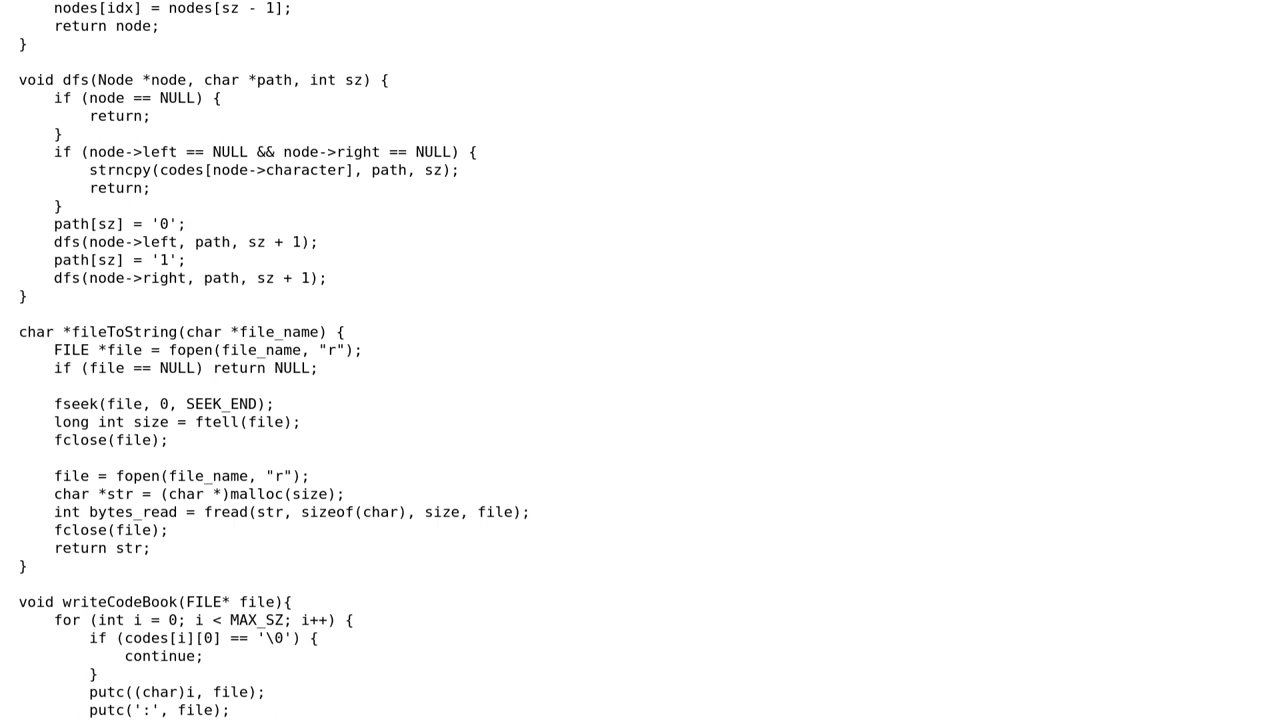 nodes[idx] = nodes[sz - 1];
    return node;
}

void dfs(Node *node, char *path, int sz) {
    if (node == NULL) {
        return;
    }
    if (node->left == NULL && node->right == NULL) {
        strncpy(codes[node->character], path, sz);
        return;
    }
    path[sz] = '0';
    dfs(node->left, path, sz + 1);
    path[sz] = '1';
    dfs(node->right, path, sz + 1);
}

char *fileToString(char *file_name) {
    FILE *file = fopen(file_name, "r");
    if (file == NULL) return NULL;

    fseek(file, 0, SEEK_END);
    long int size = ftell(file);
    fclose(file);

    file = fopen(file_name, "r");
    char *str = (char *)malloc(size);
    int bytes_read = fread(str, sizeof(char), size, file);
    fclose(file);
    return str;
}

void writeCodeBook(FILE* file){
    for (int i = 0; i < MAX_SZ; i++) {
        if (codes[i][0] == '\0') {
            continue;
        }
        putc((char)i, file);
        putc(':', file);